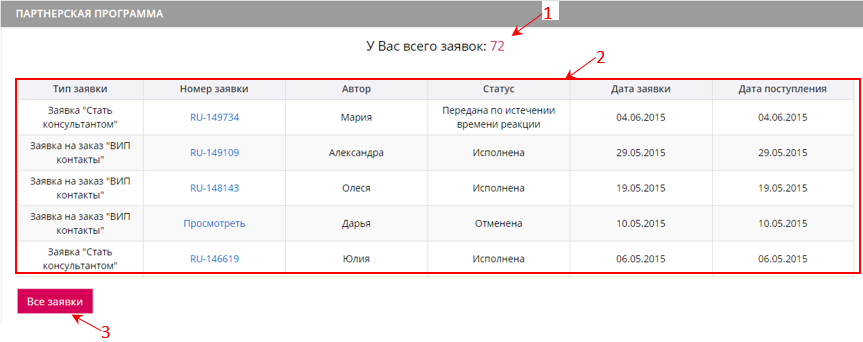 ПАРТНЕРСКАЯ ПРОГРАММА
1
У Вас всего заявок: 72
2
Тип заявки Номер заявки Автор Статус Дата заявки Дата поступления
Заявка "Стать
консультантом" RU-149734 Мария Передана по истечении
времени реакции 04.06.2015 04.06.2015
Заявка на заказ "ВИП
контакты" RU-149109 Александра Исполнена 29.05.2015 29.05.2015
Заявка на заказ "ВИП
контакты" RU-148143 Олеся Исполнена 19.05.2015 19.05.2015
Заявка на заказ "ВИП
контакты" Просмотреть Дарья Отменена 10.05.2015 10.05.2015
Заявка "Стать
консультантом" RU-146619 Юлия Исполнена 06.05.2015 06.05.2015
Все заявки
3